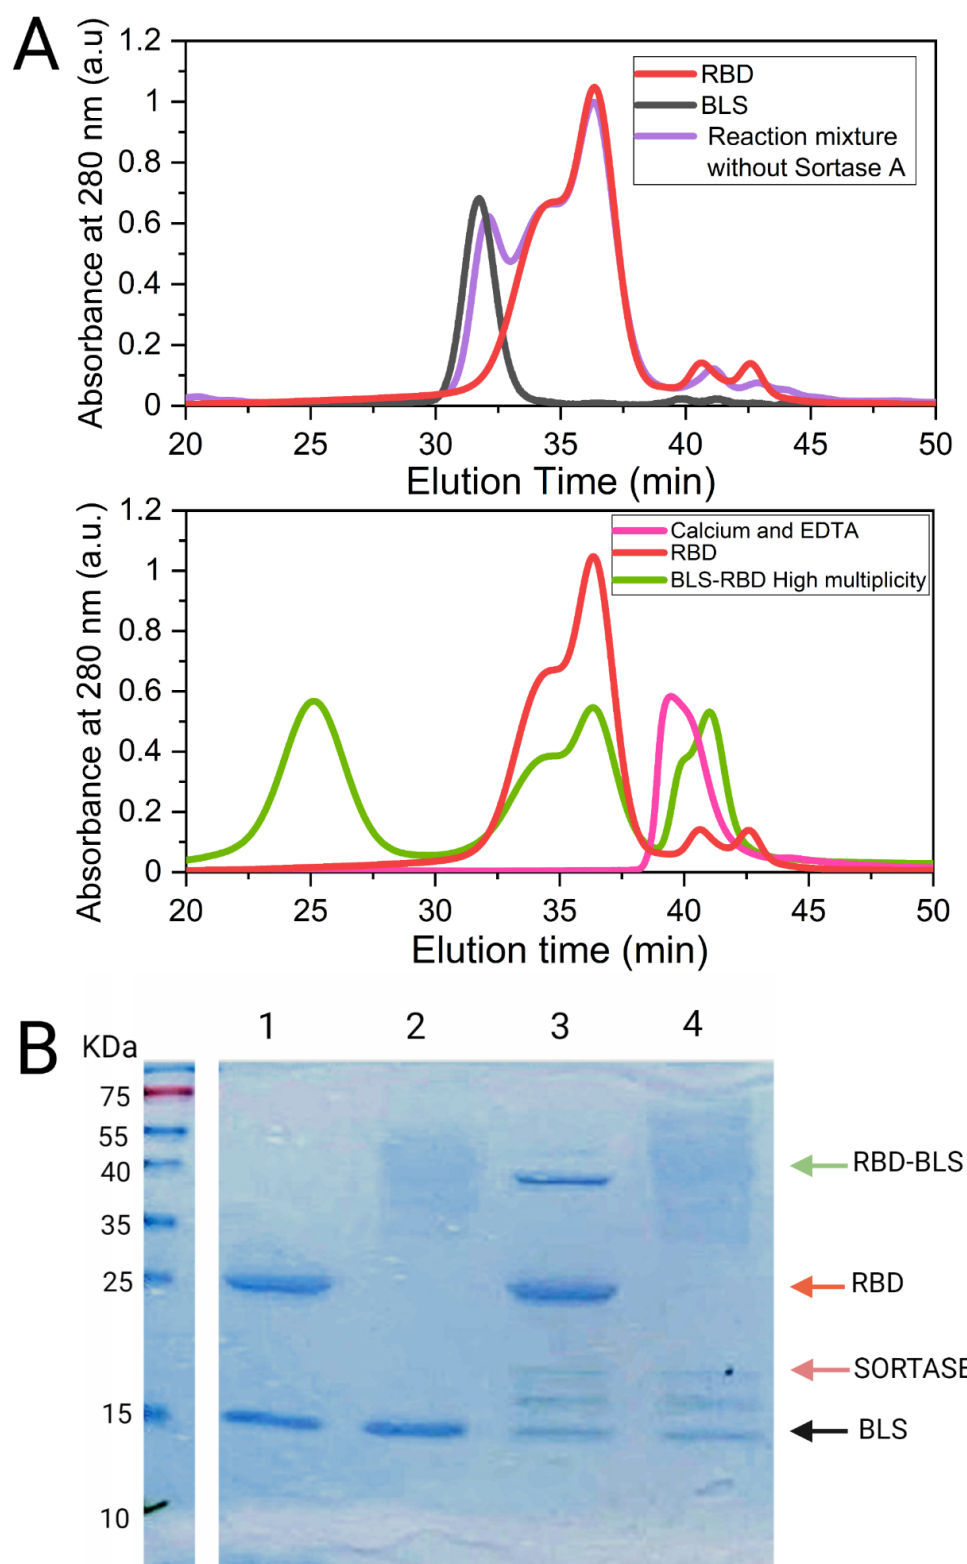 A
Absorbance at 280 nm (a.u)
1.2
1
0.8
0.6
0.4
0.2
0
RBD
BLS
Reaction mixture
without Sortase A
20 25 30 35 40 45 50
Elution Time (min)
Absorbance at 280 nm (a.u.)
1.2
1
0.8
0.6
0.4
0.2
0
Calcium and EDTA
RBD
BLS-RBD High multiplicity
20 25 30 35 40 45 50
Elution time (min)
B
KDa
1 2 3 4
75
55
40
35
25
15
10
RBD-BLS
RBD
SORTASE
BLS